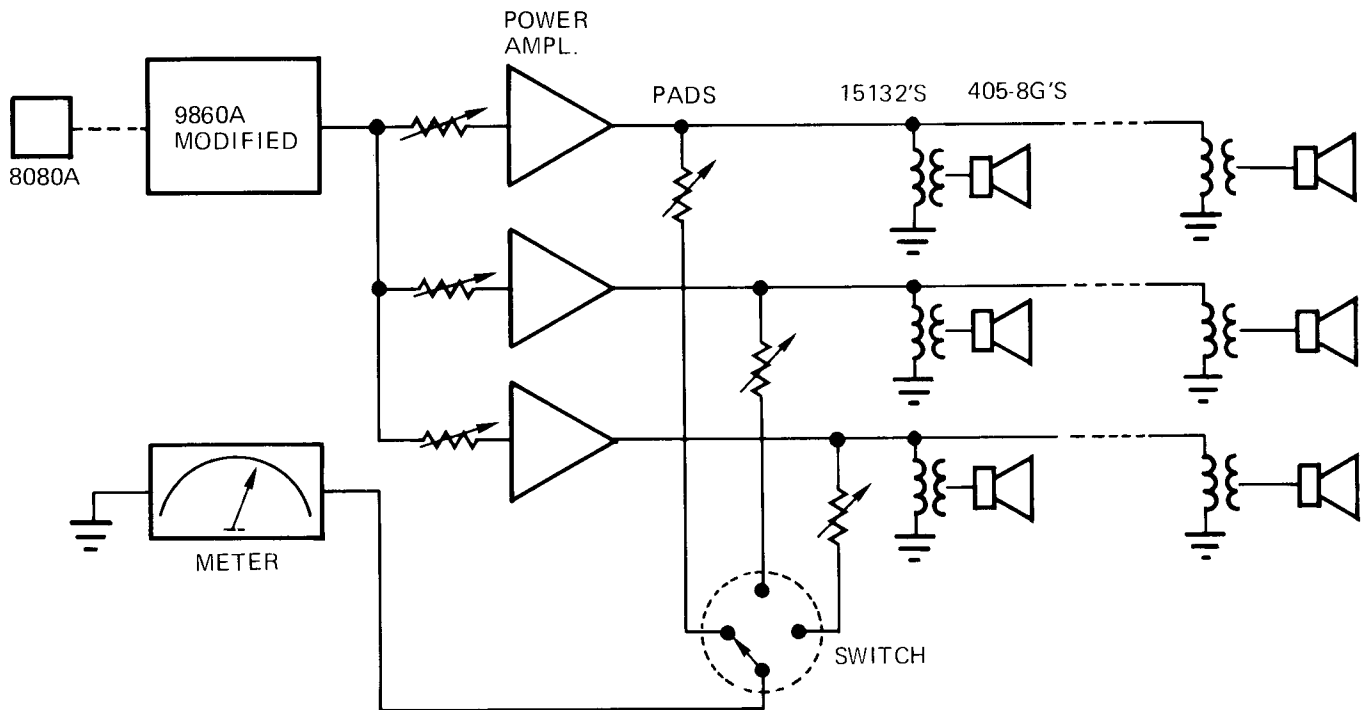 POWER
AMPL.
PADS
15132'S
405-8G'S
9860A
MODIFIED
8080A
METER
SWITCH